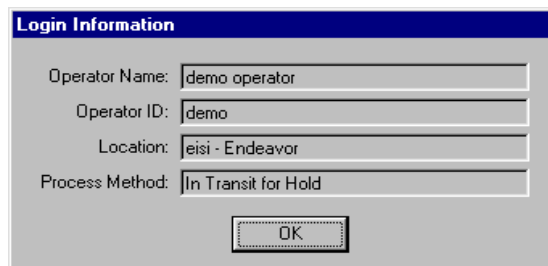 Login Information
Operator Name: demo operator
Operator ID: demo
Location: eisi - Endeavor
Process Method: In Transit for Hold
OK